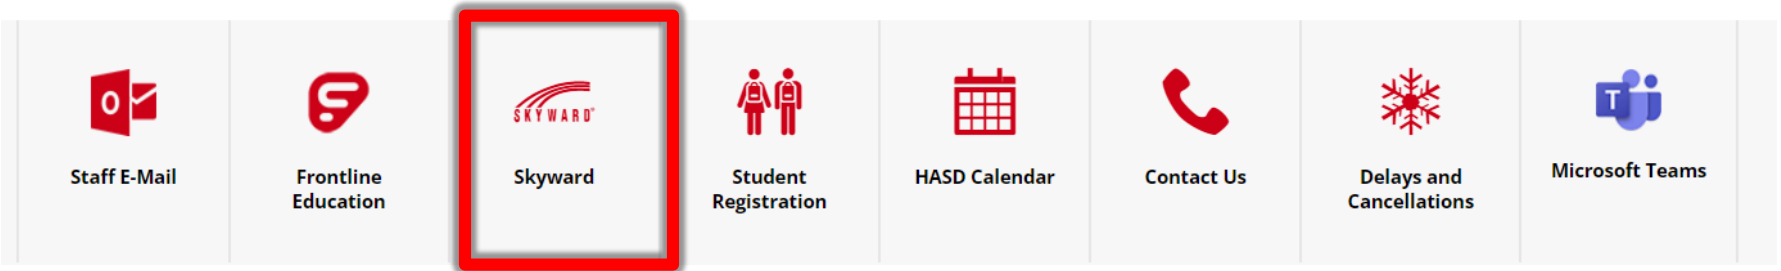 O
SKYWARD®
T
Staff E-Mail
Frontline
Education
Skyward
Student
Registration
HASD Calendar
Contact Us
Delays and
Cancellations
Microsoft Teams